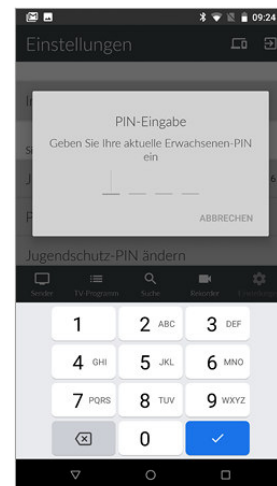 09:24
Einstellungen
PIN-Eingabe
Geben Sie Ihre aktuelle Erwachsenen-PIN
ein
ABBRECHEN
Jugendschutz-PIN ändern
Sender TV-Programm Suche Rekorder
1 2 ABC 3 DEF
4 GHI 5 JKL 6 MNO
7 PQRS 8 TUV 9 WXYZ
0